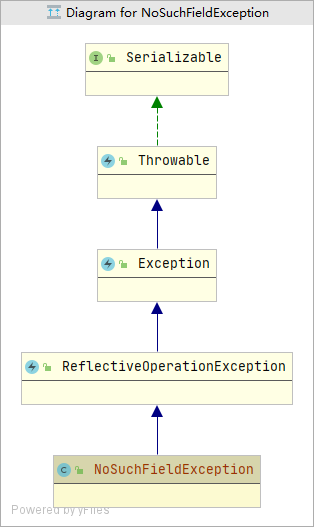 Diagram for NoSuchFieldException
I Serializable
Throwable
Exception
ReflectiveOperationException
C NoSuchFieldException
Powered by yFiles